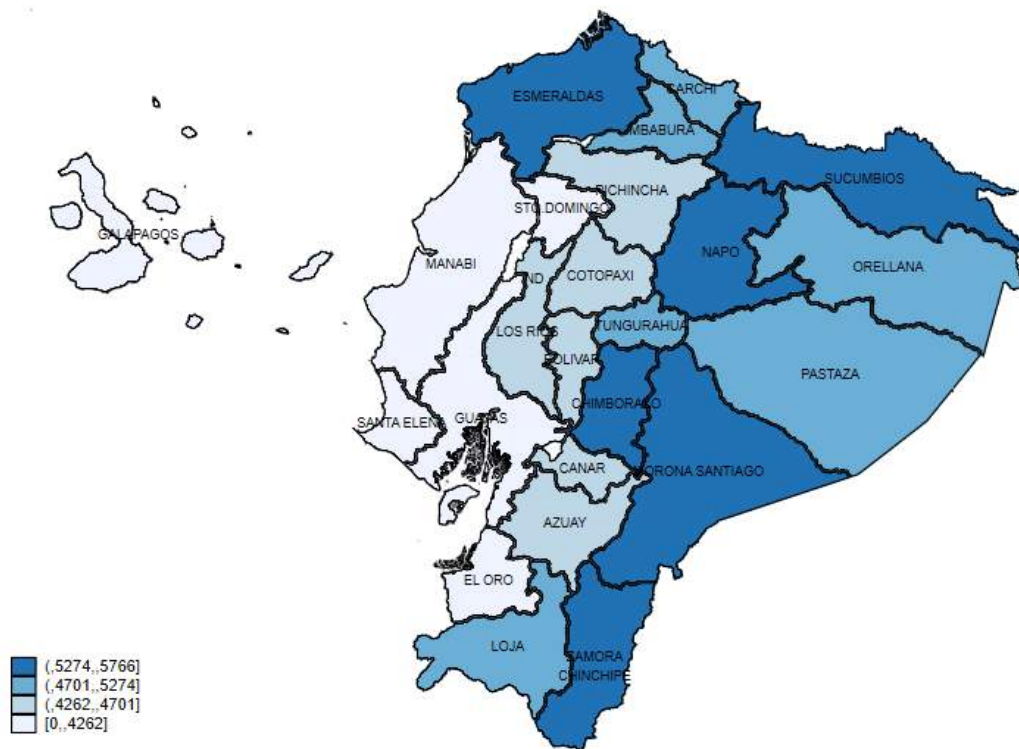 CARCHI
ESMERALDAS
IMBABURA
SUCUMBIOS
PICHINCHA
STO.DOMINGO
GALAPAGOS
NAPO
MANABI
ORELLANA
ND
COTOPAXI
LOS RIOS
TUNGURAHUA
BOLIVAR
PASTAZA
CHIMBORAZO
SANTA ELENA
GUAYAS
CANAR
MORONA SANTIAGO
AZUAY
EL ORO
LOJA
ZAMORA
CHINCHIPE
(,5274,,5766]
(,4701,,5274]
(,4262,,4701]
[0,,4262]